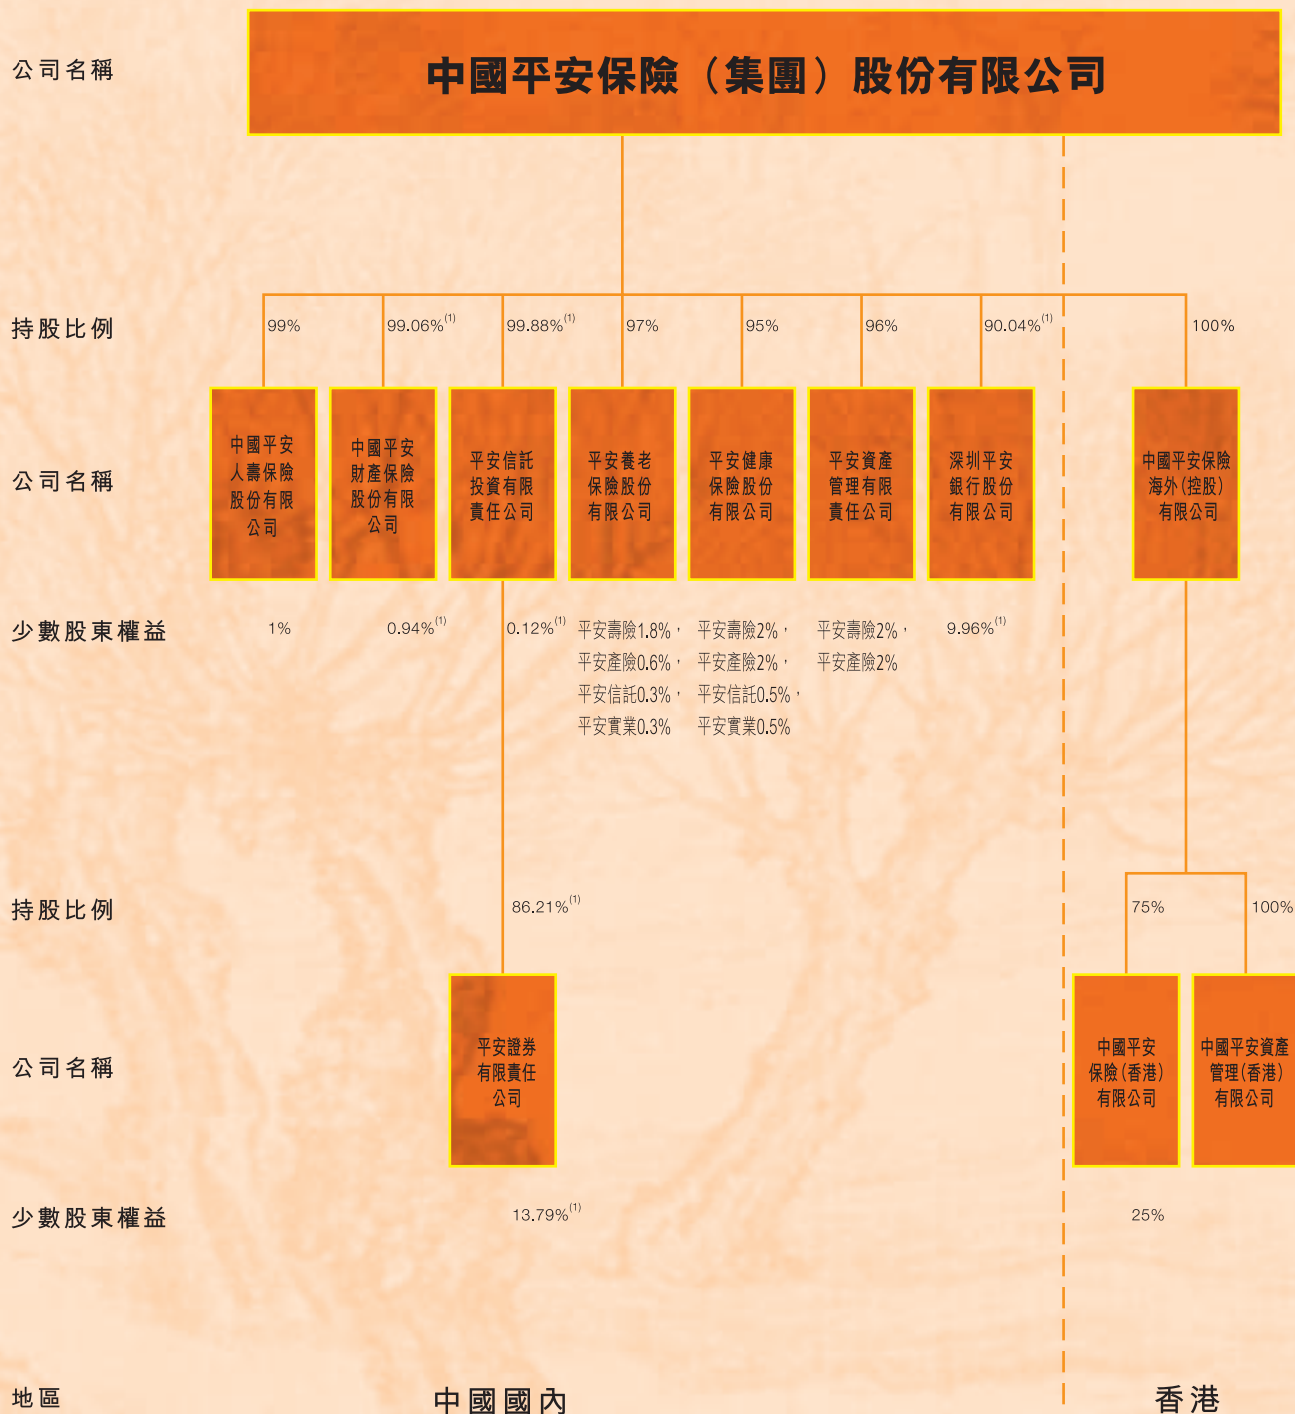 公司名稱
中國平安保險（集團）股份有限公司
持股比例
99%
99.06%(1)
99.88%(1)
97%
95%
96%
90.04%(1)
100%
公司名稱
中國平安
人壽保險
股份有限
公司
中國平安
財產保險
股份有限
公司
平安信託
投資有限
責任公司
平安養老
保險股份
有限公司
平安健康
保險股份
有限公司
平安資產
管理有限
責任公司
深圳平安
銀行股份
有限公司
中國平安保險
海外(控股)
有限公司
少數股東權益
1%
0.94%(1)
0.12%(1)
平安壽險1.8%，
平安產險0.6%，
平安信託0.3%，
平安實業0.3%
平安壽險2%，
平安產險2%，
平安信託0.5%，
平安實業0.5%
平安壽險2%，
平安產險2%
9.96%(1)
持股比例
86.21%(1)
75%
100%
公司名稱
平安證券
有限責任
公司
中國平安
保險(香港)
有限公司
中國平安資產
管理(香港)
有限公司
少數股東權益
13.79%(1)
25%
地區
中國國內
香港